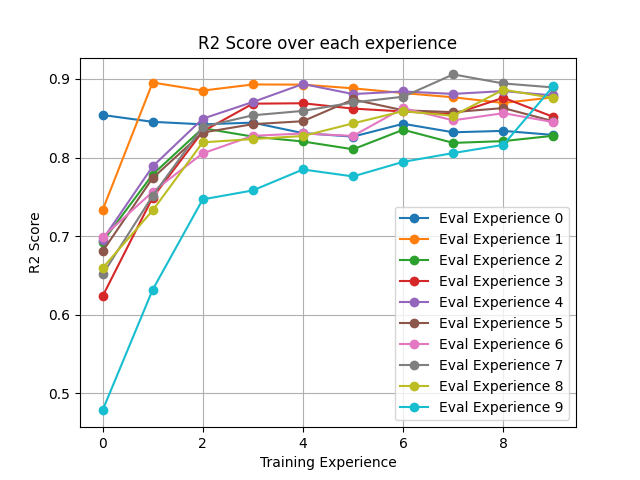 R2 Score over each experience
0.9
0.8
0.7
0.6
0.5
R2 Score
0 2 4 6 8
Training Experience
Eval Experience 0
Eval Experience 1
Eval Experience 2
Eval Experience 3
Eval Experience 4
Eval Experience 5
Eval Experience 6
Eval Experience 7
Eval Experience 8
Eval Experience 9